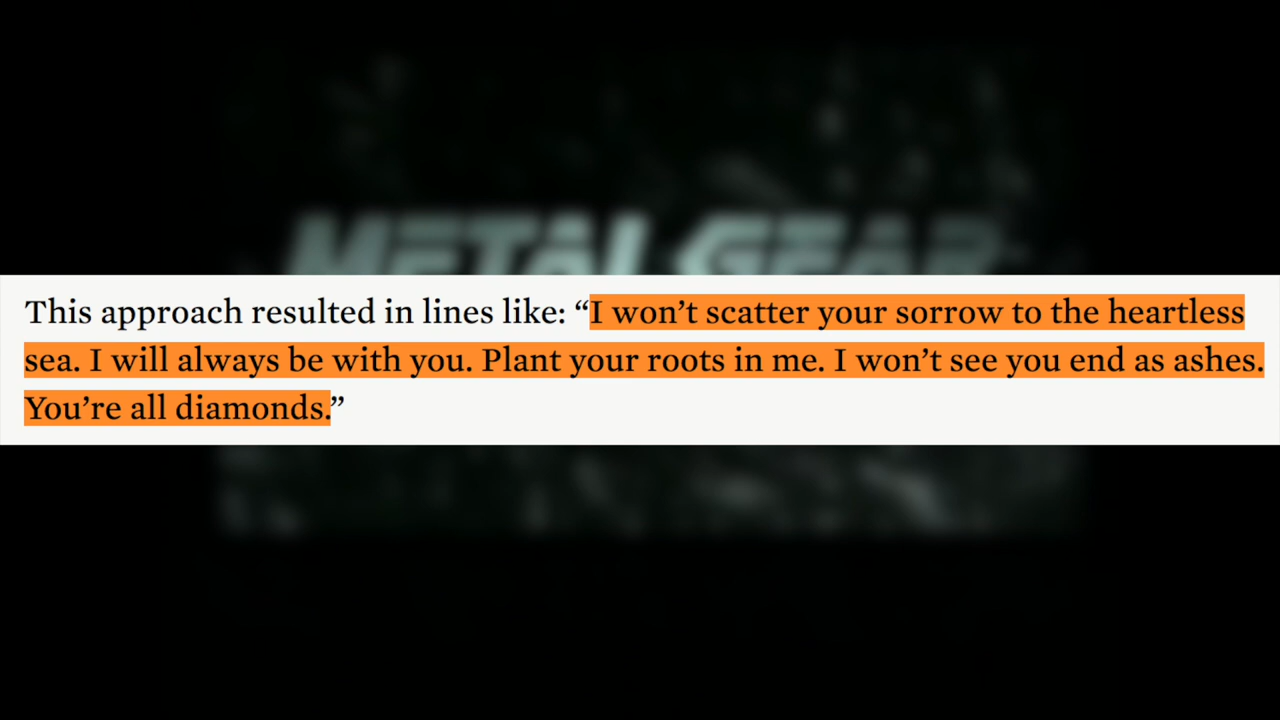 METAL GEAR
This approach resulted in lines like: “I won’t scatter your sorrow to the heartless
sea. I will always be with you. Plant your roots in me. I won’t see you end as ashes.
You’re all diamonds.”